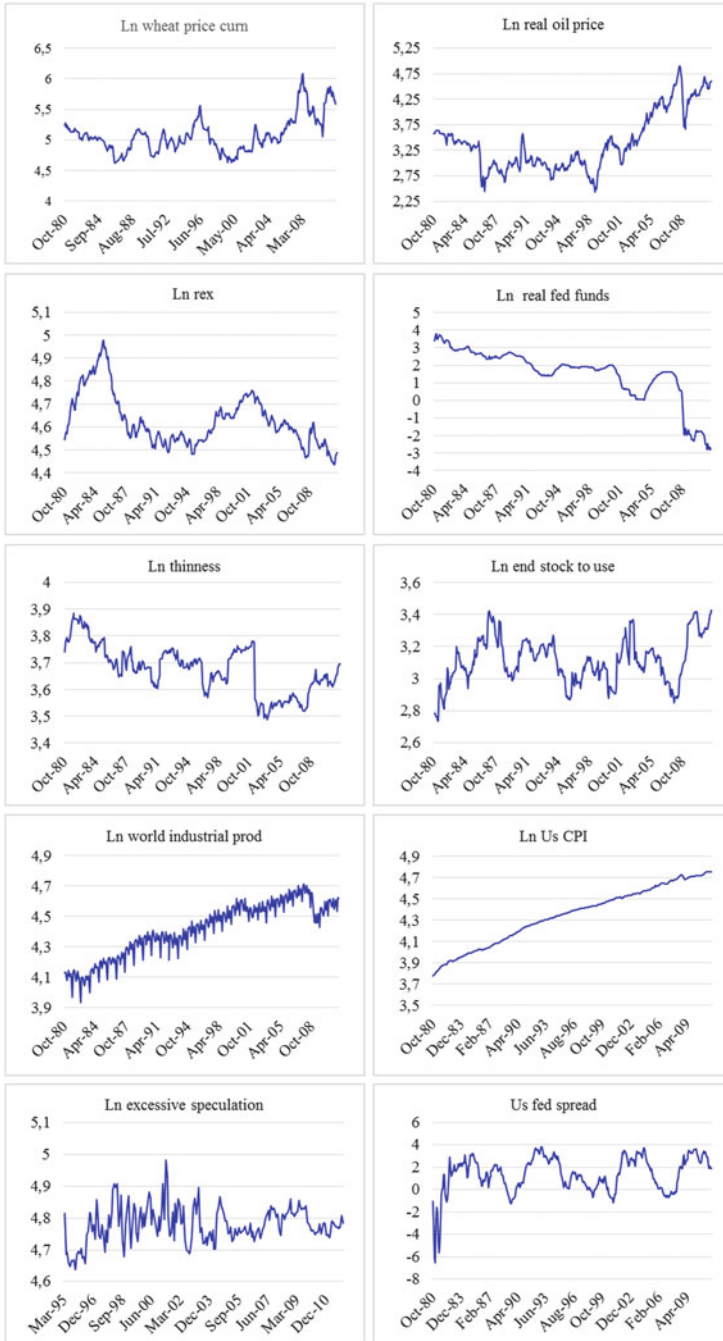 Ln wheat price curn
6,5
6
5,5
5
4,5
4
Oct-80
Sep-84
Aug-88
Jul-92
Jun-96
May-00
Apr-04
Mar-08
Ln real oil price
5,25
4,75
4,25
3,75
3,25
2,75
2,25
Oct-80
Apr-84
Oct-87
Apr-91
Oct-94
Apr-98
Oct-01
Apr-05
Oct-08
Ln rex
5,1
5
4,9
4,8
4,7
4,6
4,5
4,4
Oct-80
Apr-84
Oct-87
Apr-91
Oct-94
Apr-98
Oct-01
Apr-05
Oct-08
Ln real fed funds
5
4
3
2
1
0
-1
-2
-3
-4
Oct-80
Apr-84
Oct-87
Apr-91
Oct-94
Apr-98
Oct-01
Apr-05
Oct-08
Ln thinness
4
3,9
3,8
3,7
3,6
3,5
3,4
Oct-80
Apr-84
Oct-87
Apr-91
Oct-94
Apr-98
Oct-01
Apr-05
Oct-08
Ln end stock to use
3,6
3,4
3,2
3
2,8
2,6
Oct-80
Apr-84
Oct-87
Apr-91
Oct-94
Apr-98
Oct-01
Apr-05
Oct-08
Ln world industrial prod
4,9
4,7
4,5
4,3
4,1
3,9
Oct-80
Apr-84
Oct-87
Apr-91
Oct-94
Apr-98
Oct-01
Apr-05
Oct-08
Ln Us CPI
4,9
4,7
4,5
4,3
4,1
3,9
3,7
3,5
Oct-80
Dec-83
Feb-87
Apr-90
Jun-93
Aug-96
Oct-99
Dec-02
Feb-06
Apr-09
Ln excessive speculation
5,1
5
4,9
4,8
4,7
4,6
Mar-95
Dec-96
Sep-98
Jun-00
Mar-02
Dec-03
Sep-05
Jun-07
Mar-09
Dec-10
Us fed spread
6
4
2
0
-2
-4
-6
-8
Oct-80
Dec-83
Feb-87
Apr-90
Jun-93
Aug-96
Oct-99
Dec-02
Feb-06
Apr-09